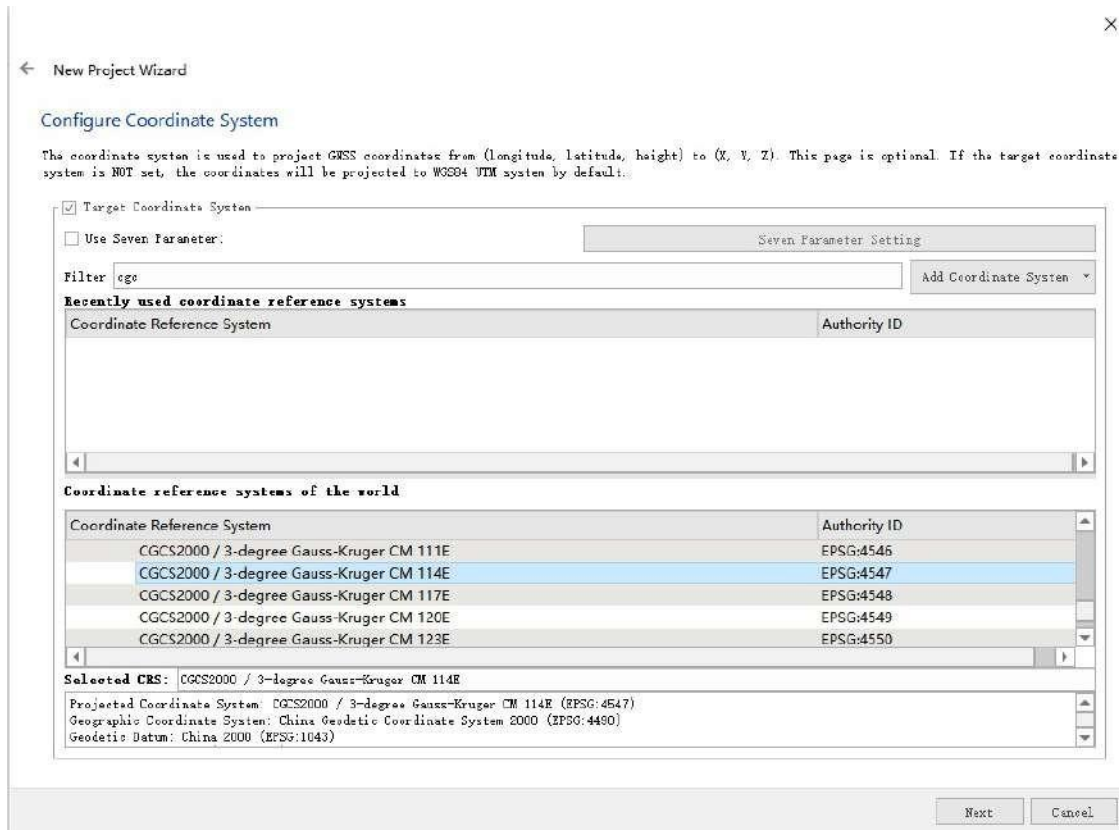 New Project Wizard
Configure Coordinate System
The coordinate system is used to project GNSS coordinates from (longitude, latitude, height) to (X, Y, Z). This page is optional. If the target coordinate
system is NOT set, the coordinates will be projected to WGS84 UTM system by default.
Target Coordinate System
Use Seven Parameter:
Seven Parameter Setting
Filter cgc
Add Coordinate System
Recently used coordinate reference systems
Coordinate Reference System Authority ID
Coordinate reference systems of the world
Coordinate Reference System Authority ID
CGCS2000 / 3-degree Gauss-Kruger CM 111E EPSG:4546
CGCS2000 / 3-degree Gauss-Kruger CM 114E EPSG:4547
CGCS2000 / 3-degree Gauss-Kruger CM 117E EPSG:4548
CGCS2000 / 3-degree Gauss-Kruger CM 120E EPSG:4549
CGCS2000 / 3-degree Gauss-Kruger CM 123E EPSG:4550
Selected CRS: CGCS2000 / 3-degree Gauss-Kruger CM 114E
Projected Coordinate System: CGCS2000 / 3-degree Gauss-Kruger CM 114E (EPSG:4547)
Geographic Coordinate System: China Geodetic Coordinate System 2000 (EPSG:4490)
Geodetic Datum: China 2000 (EPSG:1043)
Next Cancel